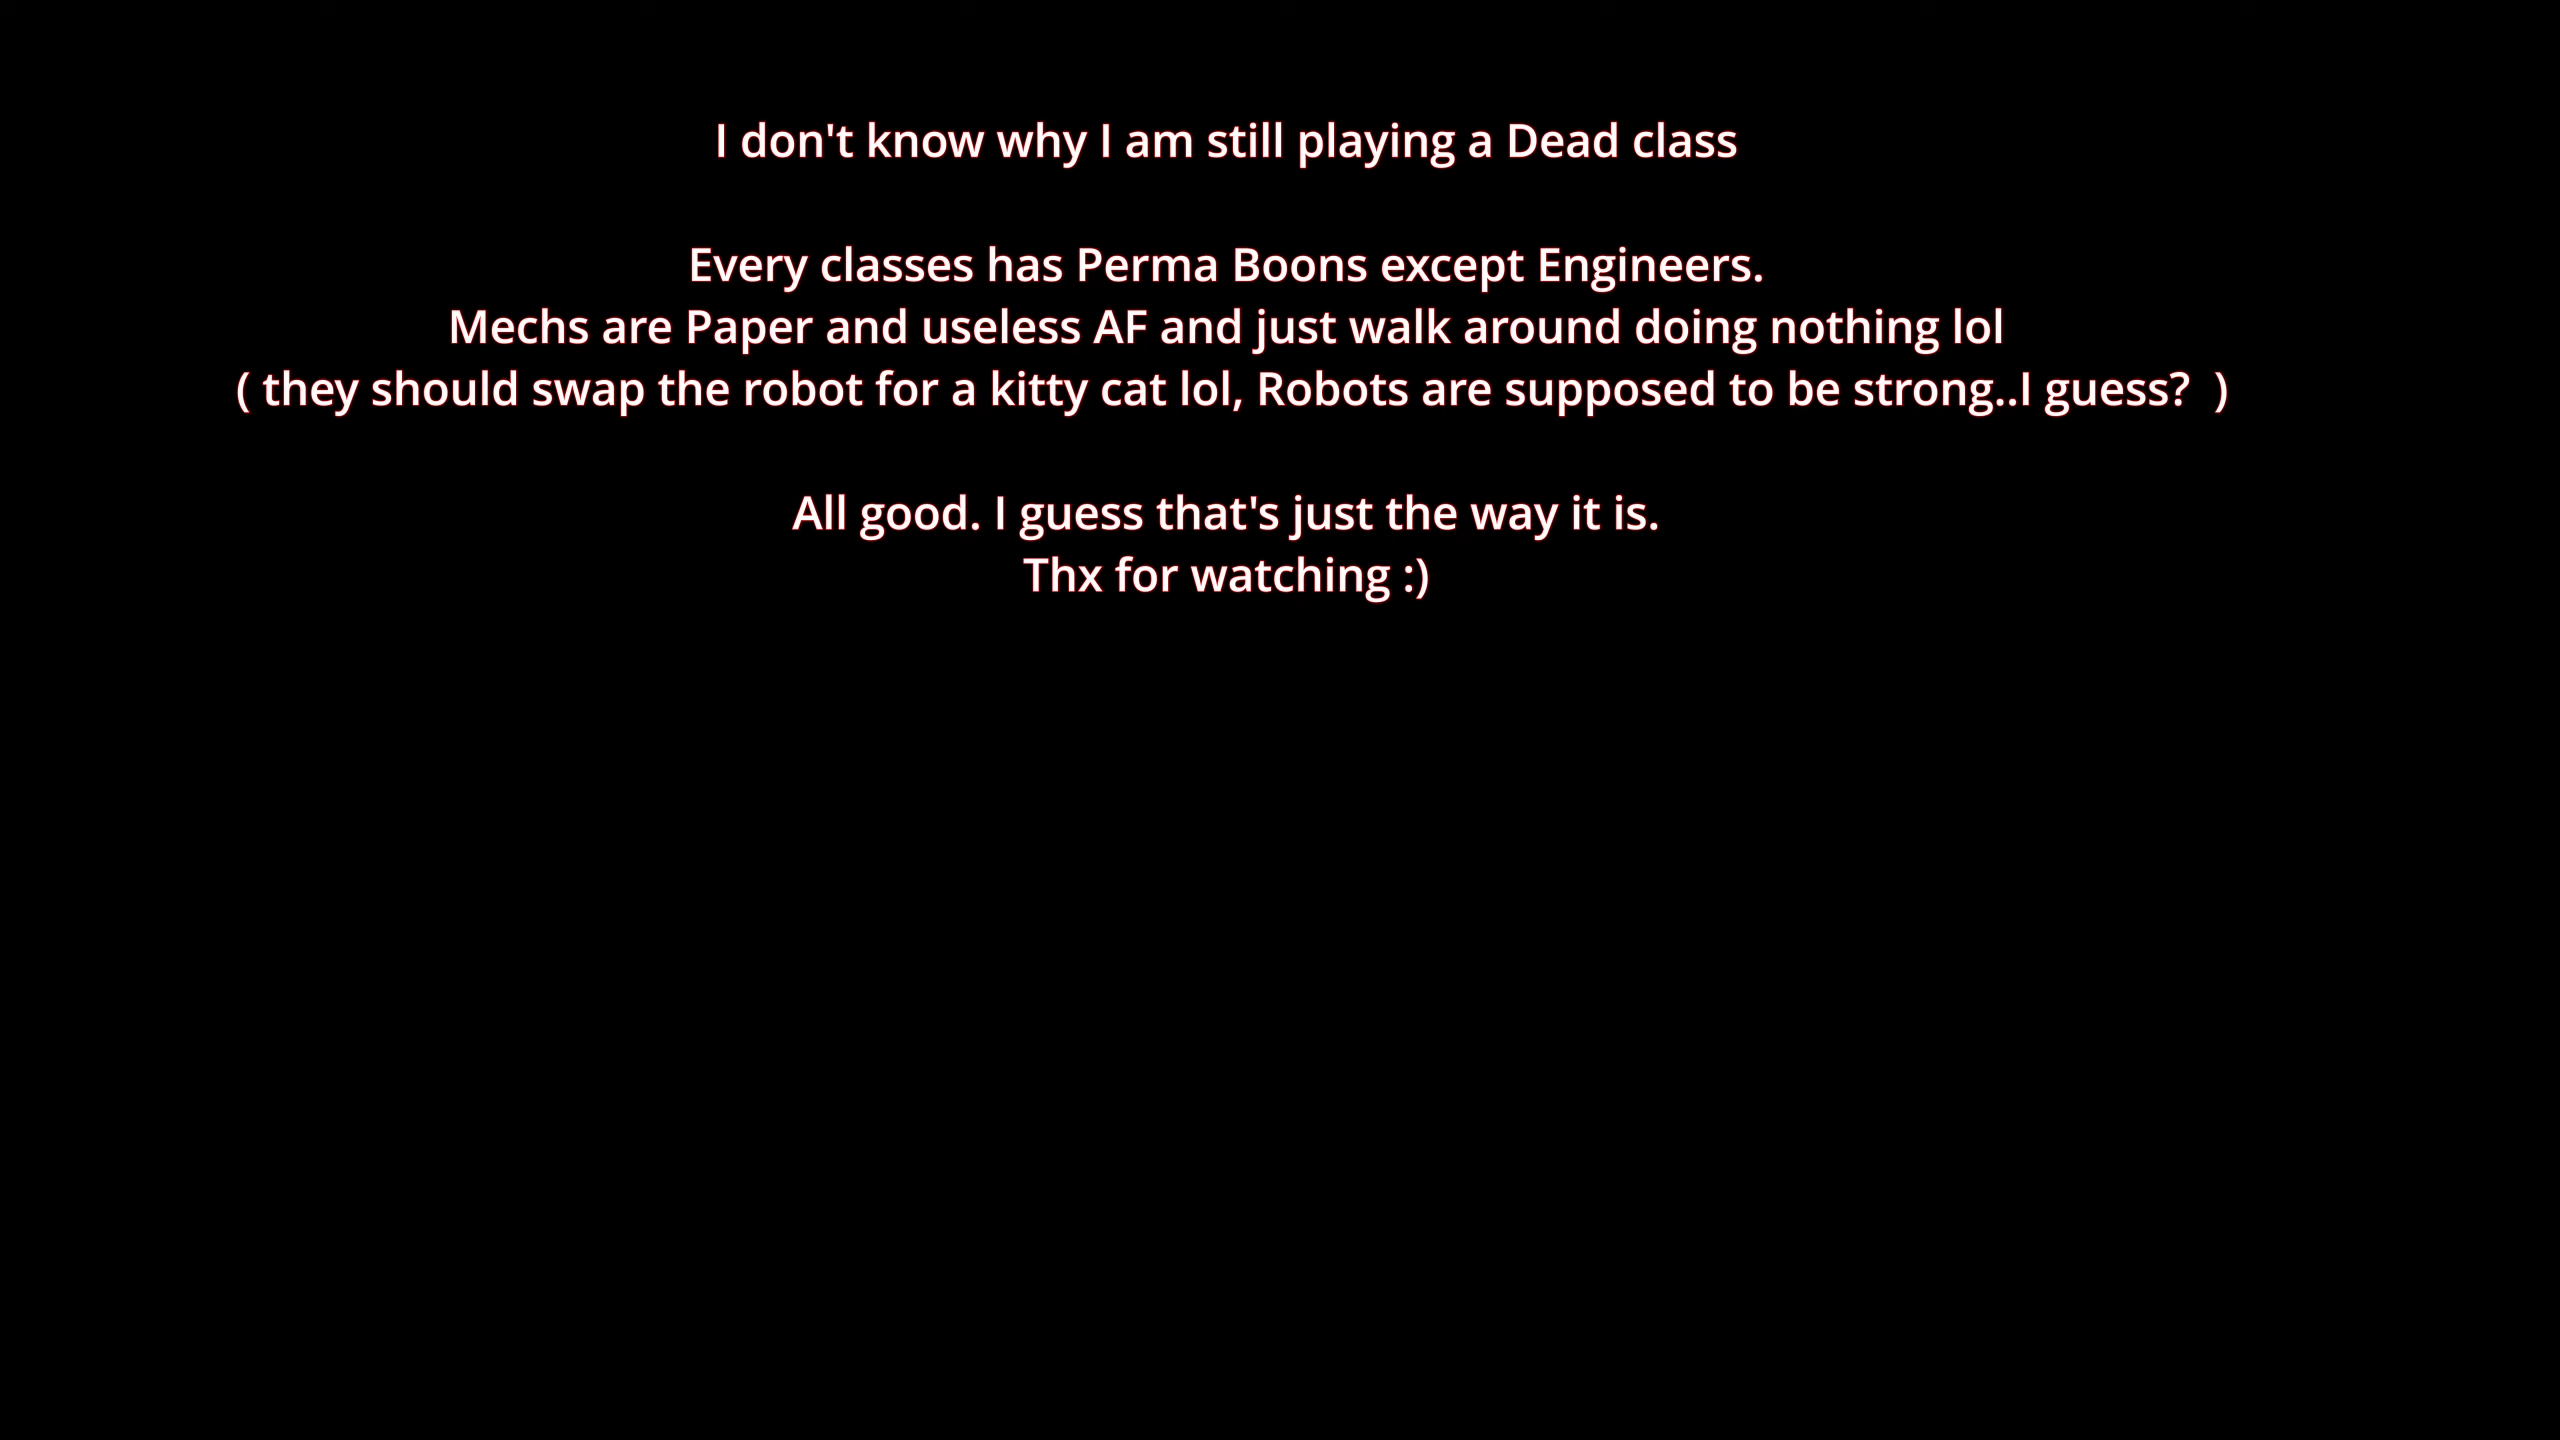 I don't know why I am still playing a Dead class
Every classes has Perma Boons except Engineers.
Mechs are Paper and useless AF and just walk around doing nothing lol
( they should swap the robot for a kitty cat lol, Robots are supposed to be strong..I guess?  )
All good. I guess that's just the way it is.
Thx for watching :)